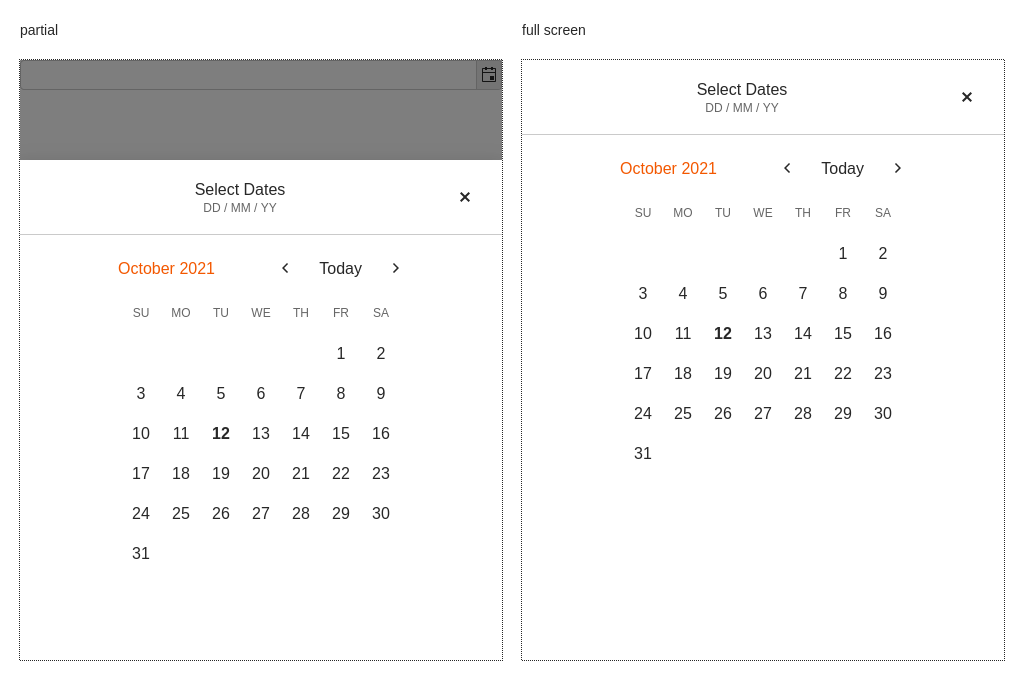 partial
Select Dates
DD / MM / YY
October 2021 Today
SU MO TU WE TH FR SA
1 2
3 4 5 6 7 8 9
10 11 12 13 14 15 16
17 18 19 20 21 22 23
24 25 26 27 28 29 30
31
full screen
Select Dates
DD / MM / YY
October 2021 Today
SU MO TU WE TH FR SA
1 2
3 4 5 6 7 8 9
10 11 12 13 14 15 16
17 18 19 20 21 22 23
24 25 26 27 28 29 30
31